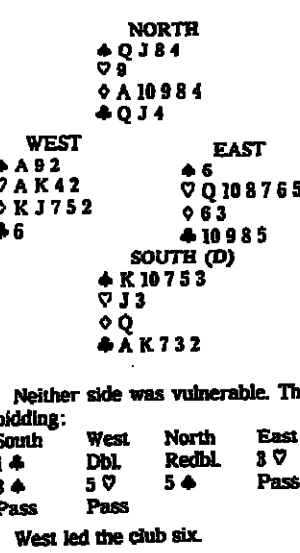 NORTH
♠ Q J 8 4
♡ 9
◇ A 10 9 8 4
♣ Q J 4
WEST
♠ A 9 2
♡ A K 4 2
◇ K J 7 5 2
♣ 6
EAST
♠ 6
♡ Q 10 8 7 6 5
◇ 6 3
♣ 10 9 8 5
SOUTH (D)
♠ K 10 7 5 3
♡ J 3
◇ Q
♣ A K 7 3 2
Neither side was vulnerable. Th
bidding:
South West North East
1 ♠ Dbl. Redbl. 3 ♡
3 ♠ 5 ♡ 5 ♠ Pass
Pass Pass
West led the club six.